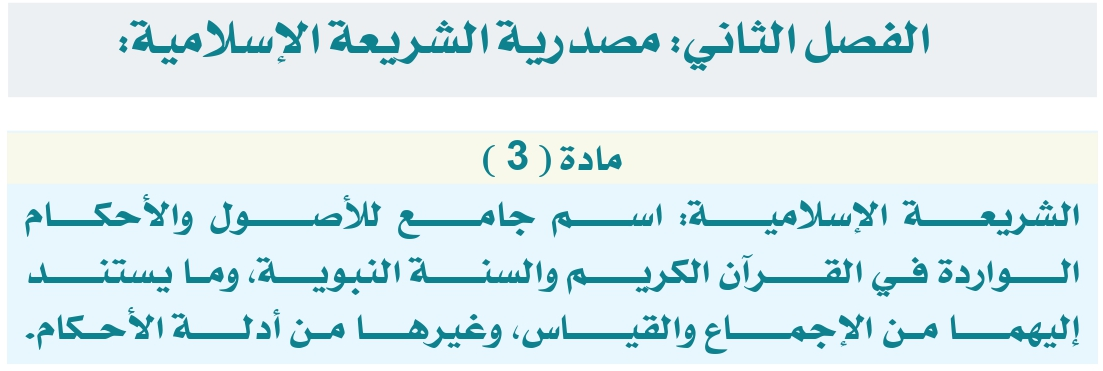 الفصل الثاني: مصدرية الشريعة الإسلامية:
مادة ( 3 )
الشريعة الإسلامية: اسم جامع للأصول والأحكام
الواردة في القرآن الكريم والسنة النبوية، وما يستند
إليهما من الإجماع والقياس، وغيرها من أدلة الأحكام.